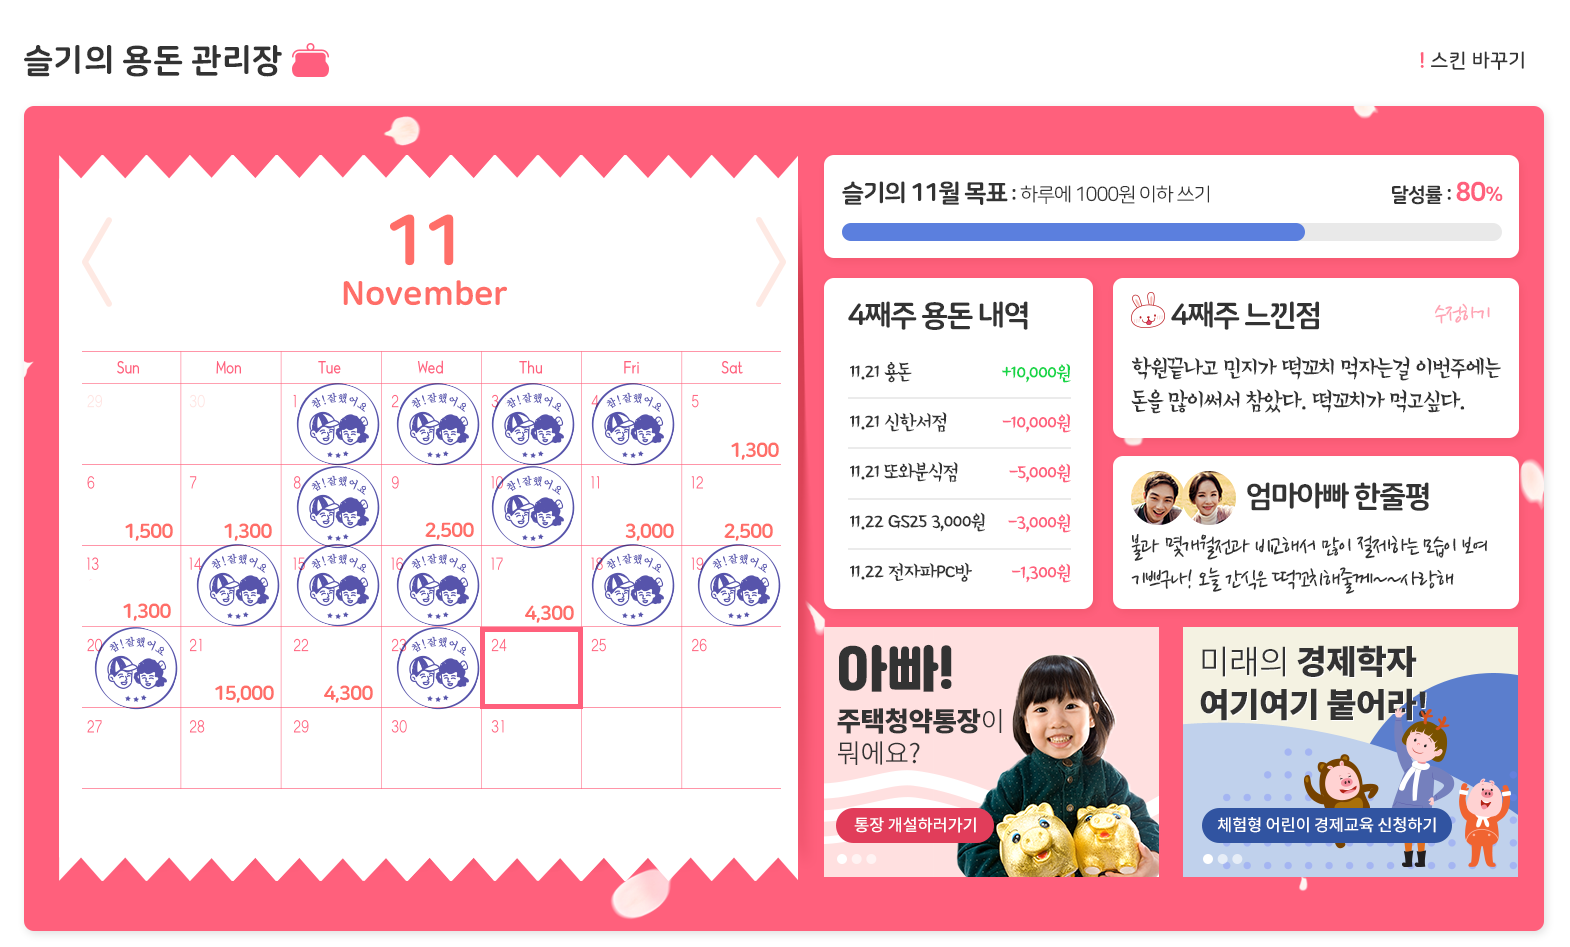 슬기의 용돈 관리장
! 스킨 바꾸기
11
November
Sun Mon Tue Wed Thu Fri Sat
29 30 1 2 3 4 5
참!잘했어요 참!잘했어요 참!잘했어요 참!잘했어요
1,300
6 7 8 9 10 11 12
참!잘했어요 참!잘했어요
1,500 1,300 2,500 3,000 2,500
13 14 15 16 17 18 19
참!잘했어요 참!잘했어요 참!잘했어요 참!잘했어요 참!잘했어요
1,300 4,300
20 21 22 23 24 25 26
참!잘했어요 참!잘했어요
15,000 4,300
27 28 29 30 31
슬기의 11월 목표 : 하루에 1000원 이하 쓰기
달성률 : 80%
4째주 용돈 내역
11.21 용돈 +10,000원
11.21 신한서점 -10,000원
11.21 또와분식점 -5,000원
11.22 GS25 3,000원 -3,000원
11.22 전자파PC방 -1,300원
4째주 느낀점
수정하기
학원끝나고 민지가 떡꼬치 먹자는걸 이번주에는
돈을 많이써서 참았다. 떡꼬치가 먹고싶다.
엄마아빠 한줄평
불과 몇개월전과 비교해서 많이 절제하는 모습이 보여
기쁘구나! 오늘 간식은 떡꼬치해줄께~~사랑해
아빠!
주택청약통장이
뭐에요?
통장 개설하러가기
미래의 경제학자
여기여기 붙어라!
체험형 어린이 경제교육 신청하기